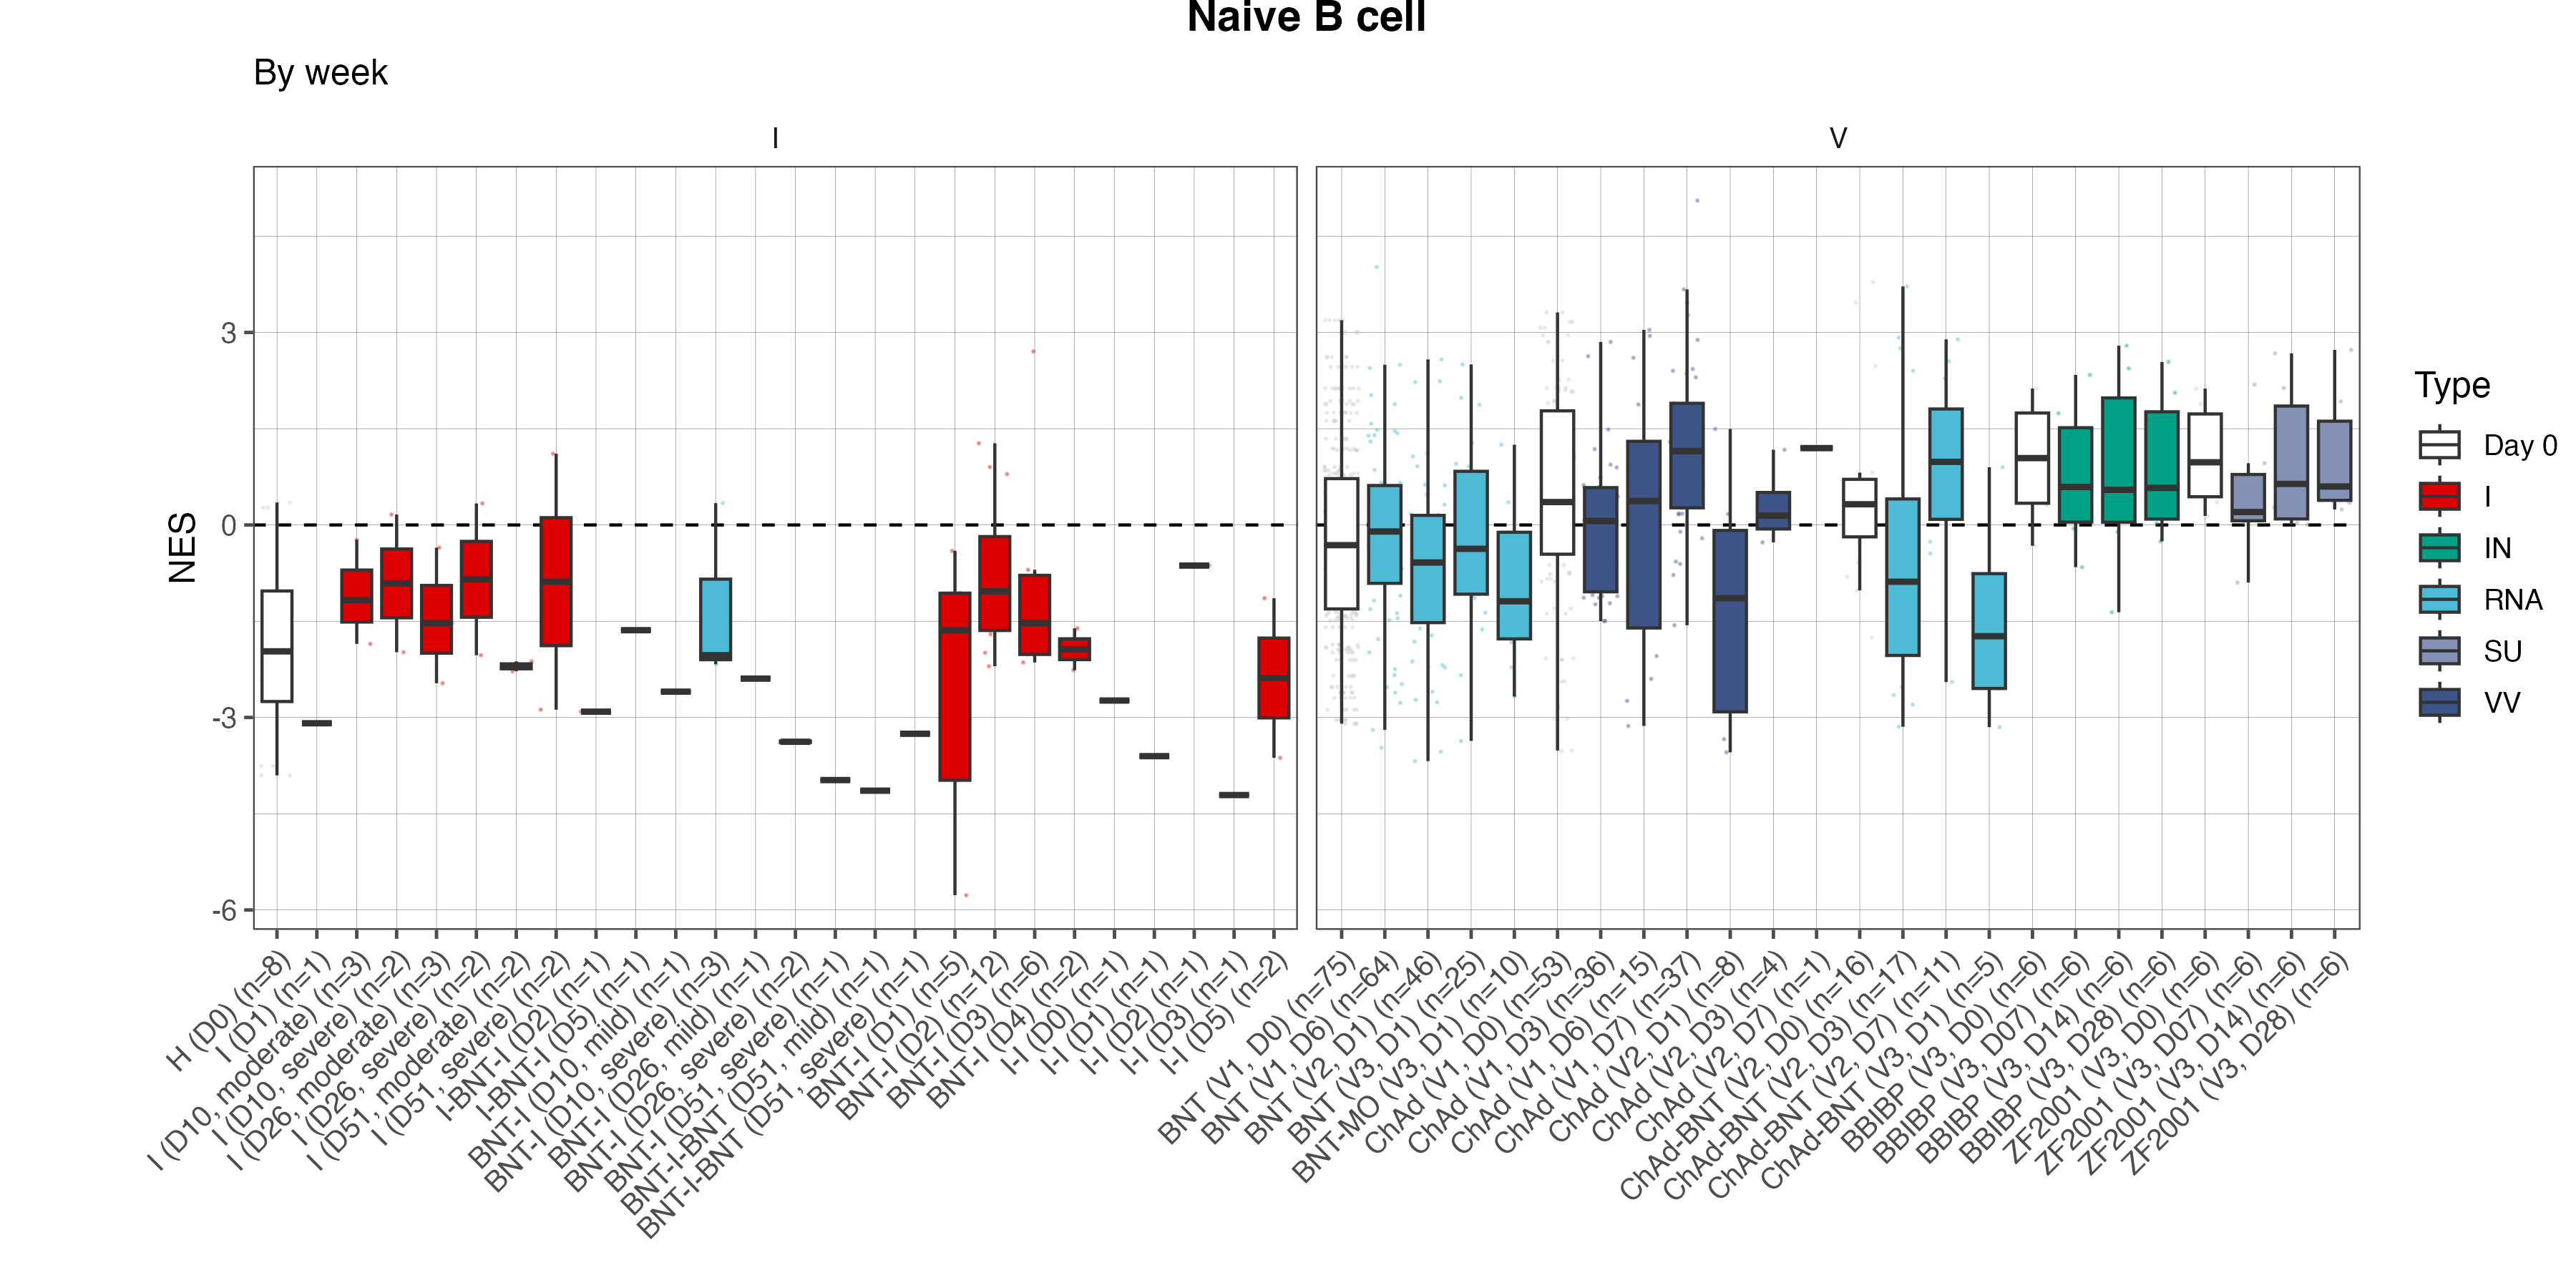 Naive B cell
By week
I
V
NES
3
0
-3
-6
H (D0) (n=8)
I (D1) (n=1)
I (D10, moderate) (n=3)
I (D10, severe) (n=2)
I (D26, moderate) (n=3)
I (D26, severe) (n=2)
I (D51, moderate) (n=2)
I (D51, severe) (n=2)
I-BNT-I (D2) (n=1)
I-BNT-I (D5) (n=1)
BNT-I (D10, mild) (n=1)
BNT-I (D10, severe) (n=3)
BNT-I (D26, mild) (n=1)
BNT-I (D26, severe) (n=2)
BNT-I (D51, severe) (n=1)
BNT-I-BNT (D51, mild) (n=1)
BNT-I-BNT (D51, severe) (n=1)
BNT-I (D1) (n=5)
BNT-I (D2) (n=12)
BNT-I (D3) (n=6)
BNT-I (D4) (n=2)
I-I (D0) (n=1)
I-I (D1) (n=1)
I-I (D2) (n=1)
I-I (D3) (n=1)
I-I (D5) (n=2)
BNT (V1, D0) (n=75)
BNT (V1, D6) (n=64)
BNT (V2, D1) (n=46)
BNT (V3, D1) (n=25)
BNT-MO (V3, D1) (n=10)
ChAd (V1, D0) (n=53)
ChAd (V1, D3) (n=36)
ChAd (V1, D6) (n=15)
ChAd (V1, D7) (n=37)
ChAd (V2, D1) (n=8)
ChAd (V2, D3) (n=4)
ChAd (V2, D7) (n=1)
ChAd-BNT (V2, D0) (n=16)
ChAd-BNT (V2, D3) (n=17)
ChAd-BNT (V2, D7) (n=11)
ChAd-BNT (V3, D1) (n=5)
BBIBP (V3, D0) (n=6)
BBIBP (V3, D07) (n=6)
BBIBP (V3, D14) (n=6)
BBIBP (V3, D28) (n=6)
ZF2001 (V3, D0) (n=6)
ZF2001 (V3, D07) (n=6)
ZF2001 (V3, D14) (n=6)
ZF2001 (V3, D28) (n=6)
Type
Day 0
I
IN
RNA
SU
VV